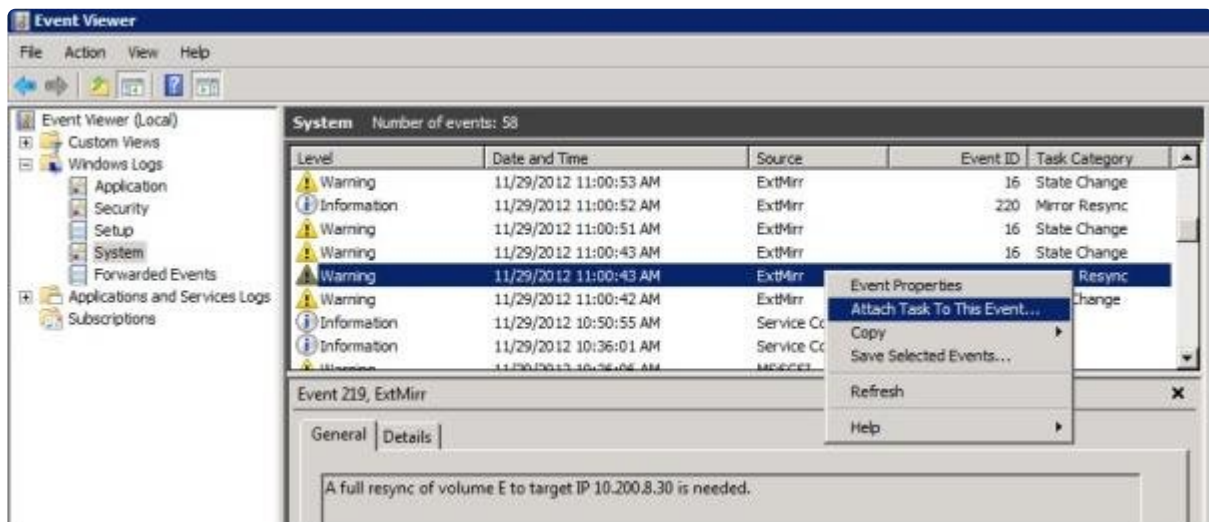 Event Viewer
File Action View Help
Event Viewer (Local)
Custom Views
Windows Logs
Application
Security
Setup
System
Forwarded Events
Applications and Services Logs
Subscriptions
System Number of events: 58
Level Date and Time Source Event ID Task Category
Warning 11/29/2012 11:00:53 AM ExtMirr 16 State Change
Information 11/29/2012 11:00:52 AM ExtMirr 220 Mirror Resync
Warning 11/29/2012 11:00:51 AM ExtMirr 16 State Change
Warning 11/29/2012 11:00:43 AM ExtMirr 16 State Change
Warning 11/29/2012 11:00:43 AM ExtMirr Resync
Warning 11/29/2012 11:00:42 AM ExtMirr Change
Information 11/29/2012 10:50:55 AM Service Co
Information 11/29/2012 10:36:01 AM Service Co
Event Properties
Attach Task To This Event...
Copy
Save Selected Events...
Refresh
Help
Event 219, ExtMirr
General Details
A full resync of volume E to target IP 10.200.8.30 is needed.